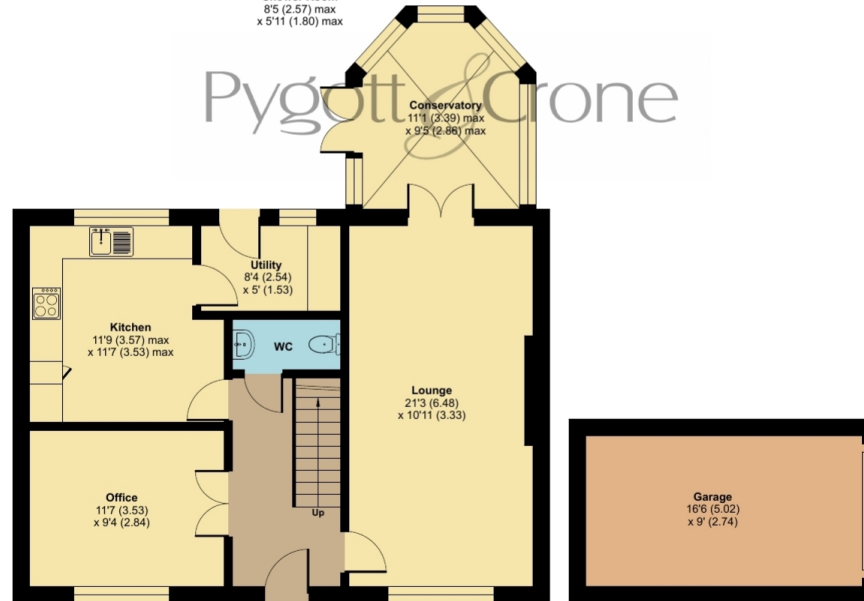 8'5 (2.57) max
x 5'11 (1.80) max
Pygott & Crone
Conservatory
11'1 (3.39) max
x 9'5 (2.86) max
Utility
8'4 (2.54)
x 5' (1.53)
Kitchen
11'9 (3.57) max
x 11'7 (3.53) max
WC
Lounge
21'3 (6.48)
x 10'11 (3.33)
Office
11'7 (3.53)
x 9'4 (2.84)
Up
Garage
16'6 (5.02)
x 9' (2.74)